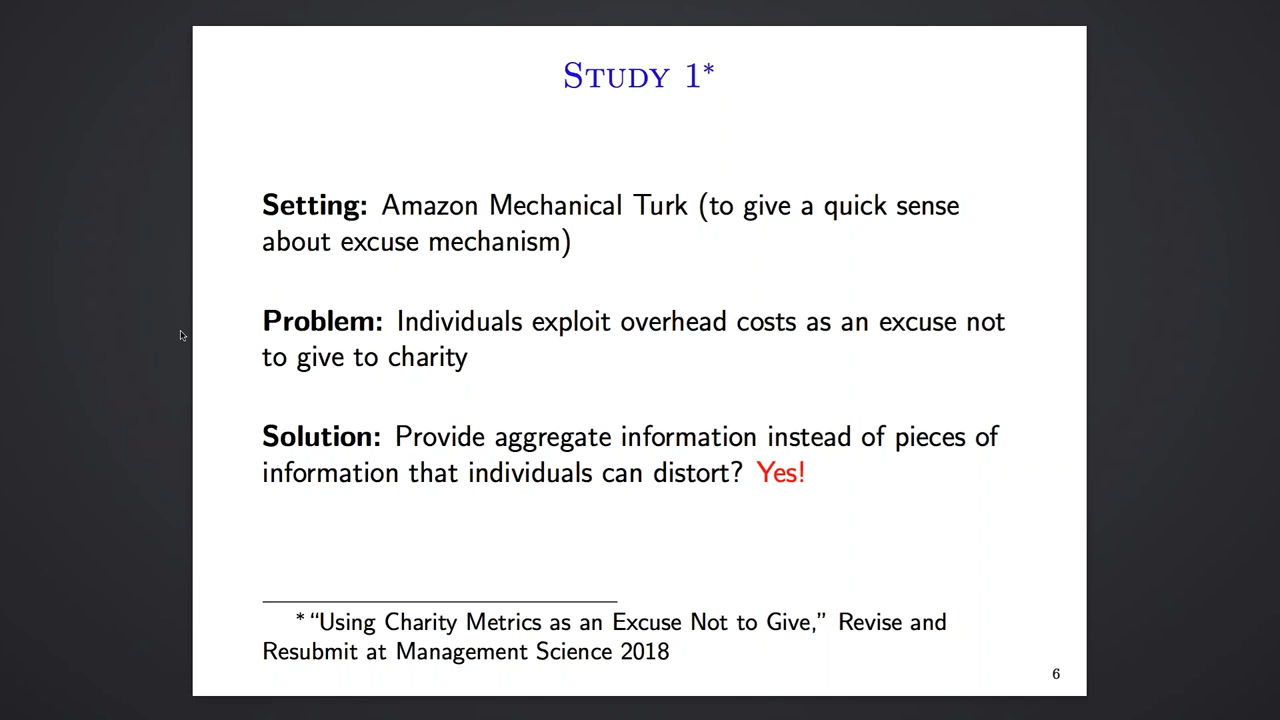 STUDY 1*
Setting: Amazon Mechanical Turk (to give a quick sense
about excuse mechanism)
Problem: Individuals exploit overhead costs as an excuse not
to give to charity
Solution: Provide aggregate information instead of pieces of
information that individuals can distort? Yes!
*“Using Charity Metrics as an Excuse Not to Give,” Revise and
Resubmit at Management Science 2018
6